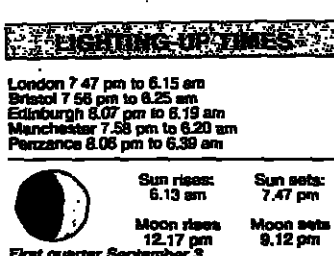 LIGHTING-UP TIMES
London 7 47 pm to 6.15 am
Bristol 7 56 pm to 6.25 am
Edinburgh 8.07 pm to 6.19 am
Manchester 7.58 pm to 6.20 am
Penzance 8.06 pm to 6.39 am
Sun rises: Sun sets:
6.13 am 7.47 pm
Moon rises Moon sets
12.17 pm 9.12 pm
First quarter September 3